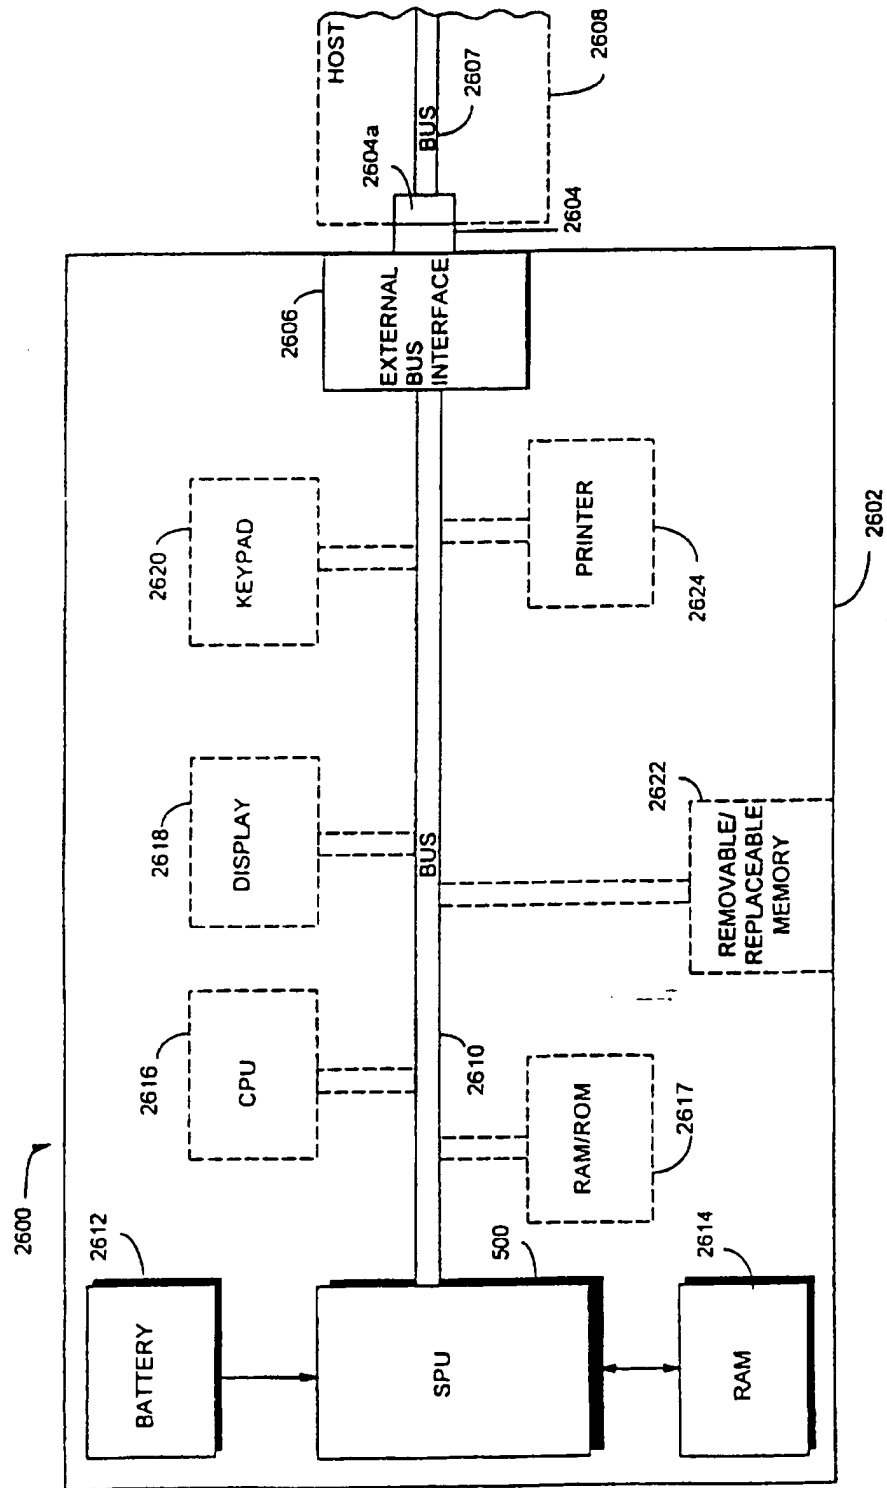 2600
BATTERY
2612
SPU
500
RAM
2614
CPU
2616
RAM/ROM
2617
BUS
2610
DISPLAY
2618
REMOVABLE/
REPLACEABLE
MEMORY
2622
KEYPAD
2620
PRINTER
2624
EXTERNAL
BUS
INTERFACE
2606
2602
HOST
2604a
BUS
2607
2604
2608